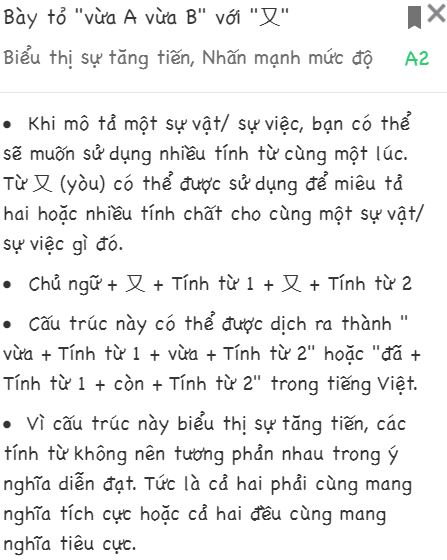 Bày tỏ "vừa A vừa B" với "又"
Biểu thị sự tăng tiến, Nhấn mạnh mức độ A2
• Khi mô tả một sự vật/ sự việc, bạn có thể
sẽ muốn sử dụng nhiều tính từ cùng một lúc.
Từ 又 (yòu) có thể được sử dụng để miêu tả
hai hoặc nhiều tính chất cho cùng một sự vật/
sự việc gì đó.
• Chủ ngữ + 又 + Tính từ 1 + 又 + Tính từ 2
• Cấu trúc này có thể được dịch ra thành "
vừa + Tính từ 1 + vừa + Tính từ 2" hoặc "đã +
Tính từ 1 + còn + Tính từ 2" trong tiếng Việt.
• Vì cấu trúc này biểu thị sự tăng tiến, các
tính từ không nên tương phản nhau trong ý
nghĩa diễn đạt. Tức là cả hai phải cùng mang
nghĩa tích cực hoặc cả hai đều cùng mang
nghĩa tiêu cực.